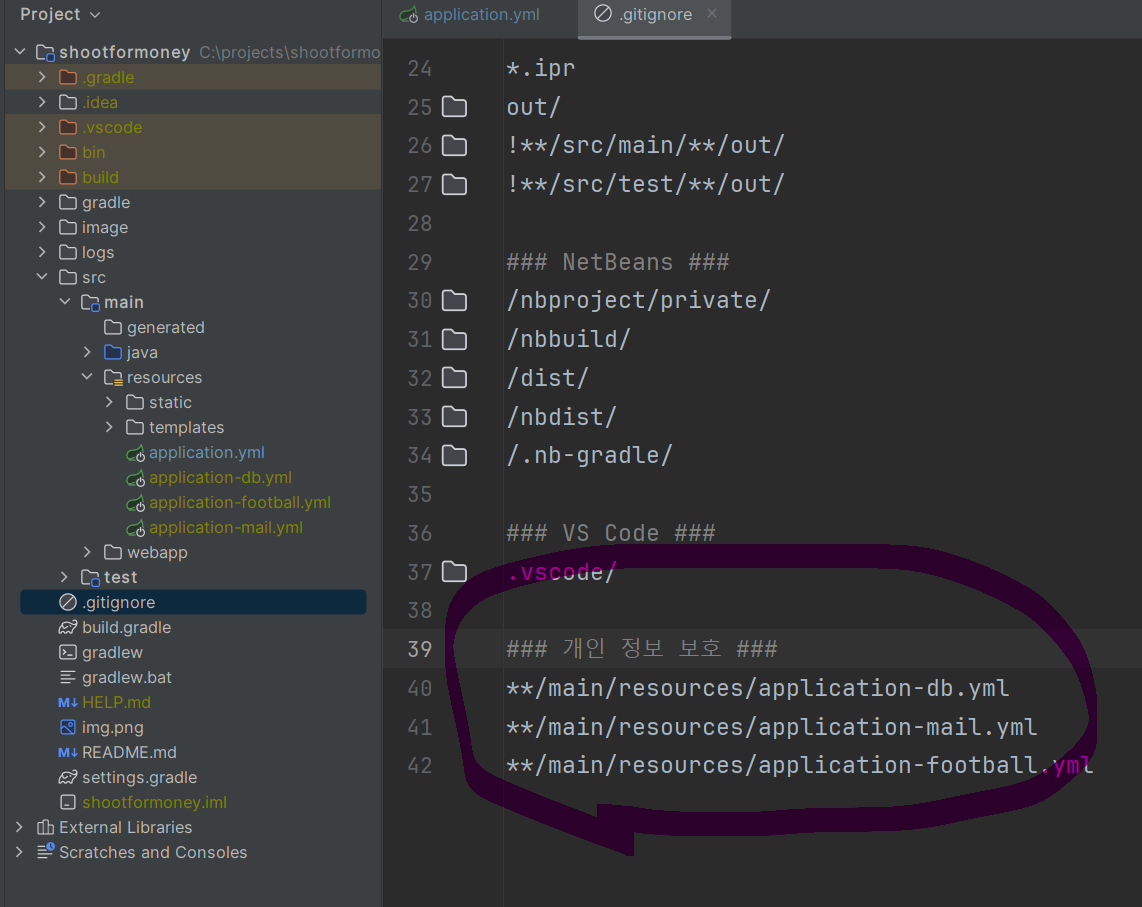 Project
application.yml
.gitignore
shootformoney C:\projects\shootformo
.gradle
.idea
.vscode
bin
build
gradle
image
logs
src
main
generated
java
resources
static
templates
application.yml
application-db.yml
application-football.yml
application-mail.yml
webapp
test
.gitignore
build.gradle
gradlew
gradlew.bat
M↓ HELP.md
img.png
M↓ README.md
settings.gradle
shootformoney.iml
External Libraries
Scratches and Consoles
24 *.ipr
25 out/
26 !**/src/main/**/out/
27 !**/src/test/**/out/
28
29 ### NetBeans ###
30 /nbproject/private/
31 /nbbuild/
32 /dist/
33 /nbdist/
34 /.nb-gradle/
35
36 ### VS Code ###
37 .vscode/
38
39 ### 개인 정보 보호 ###
40 **/main/resources/application-db.yml
41 **/main/resources/application-mail.yml
42 **/main/resources/application-football.yml